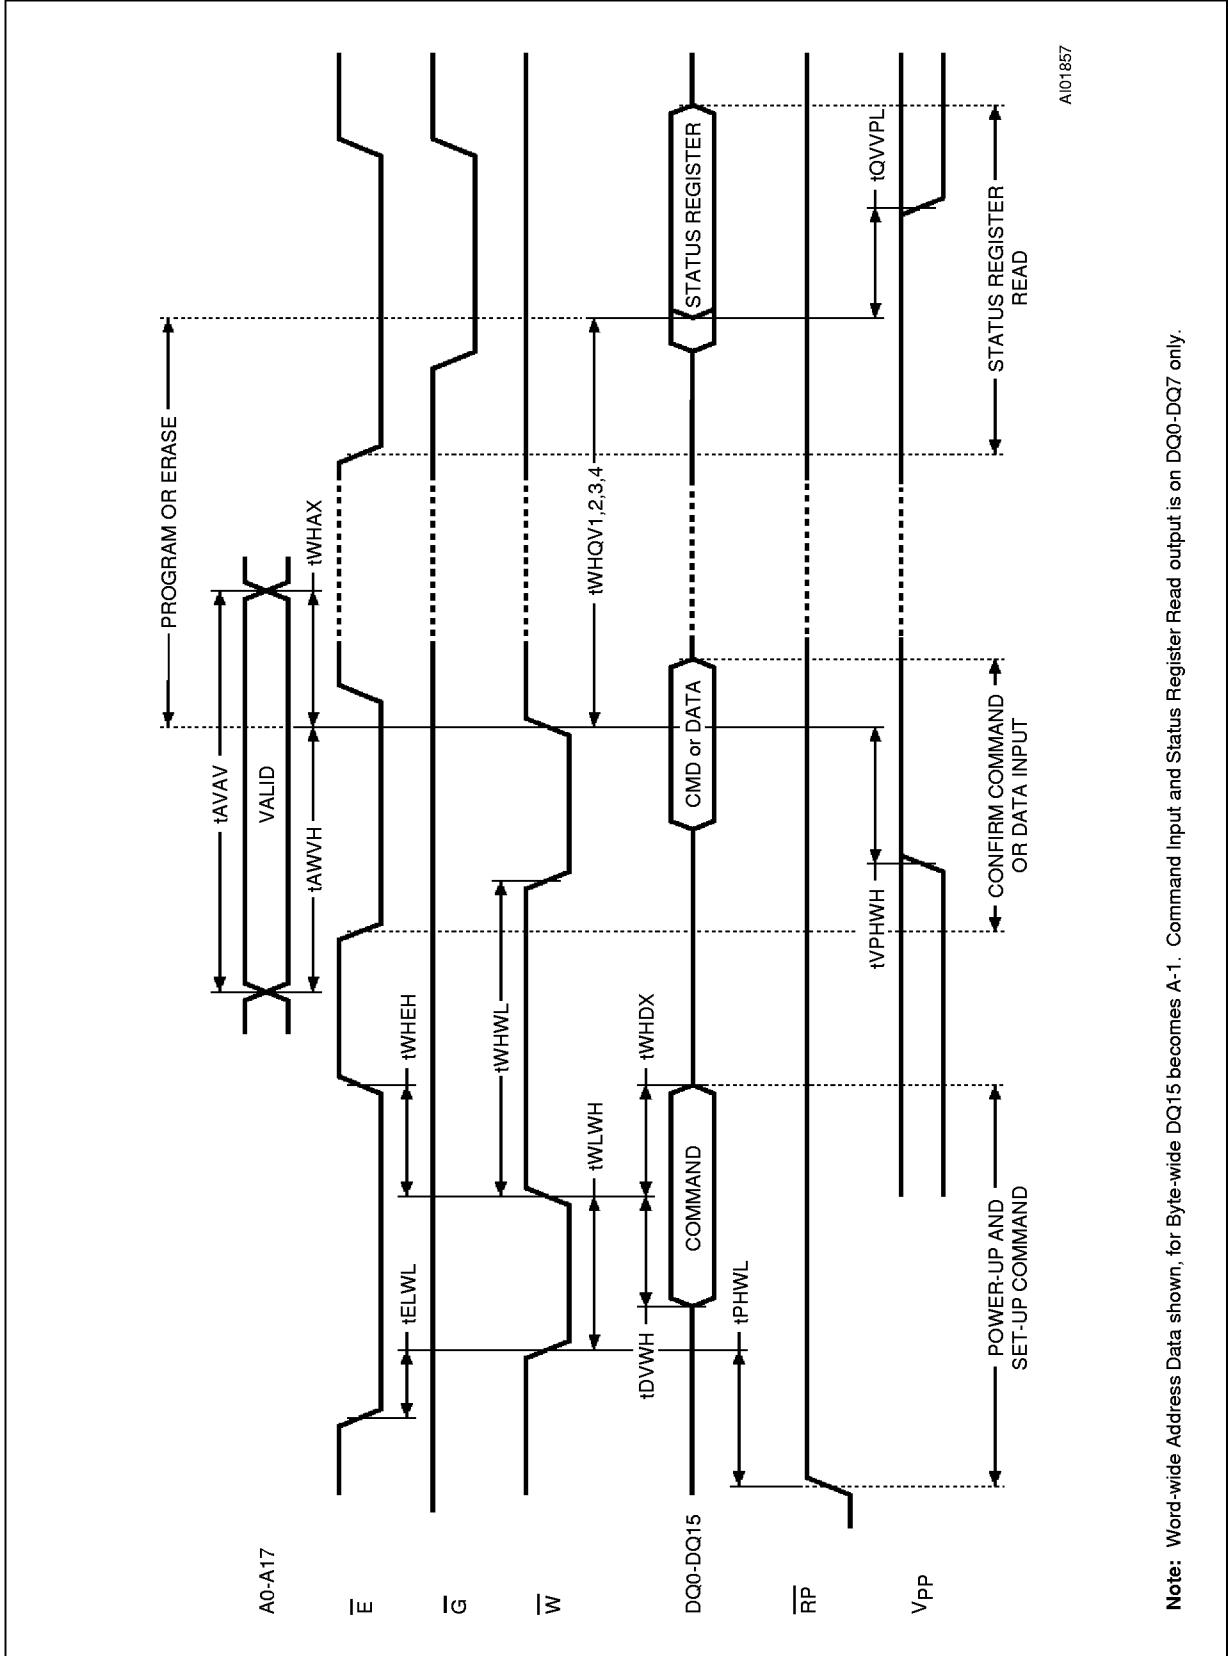 PROGRAM OR ERASE
tAVAV
A0-A17
VALID
tAWVH
tWHAX
E
tELWL
tWHEH
G
tWHWL
W
tWLWH
tWHQV1,2,3,4
tDVWH
tWHDX
DQ0-DQ15
COMMAND
CMD or DATA
STATUS REGISTER
tPHWL
RP
tVPHWH
tQVVPL
VPP
POWER-UP AND
SET-UP COMMAND
CONFIRM COMMAND
OR DATA INPUT
STATUS REGISTER
READ
AI01857
Note: Word-wide Address Data shown, for Byte-wide DQ15 becomes A-1. Command Input and Status Register Read output is on DQ0-DQ7 only.